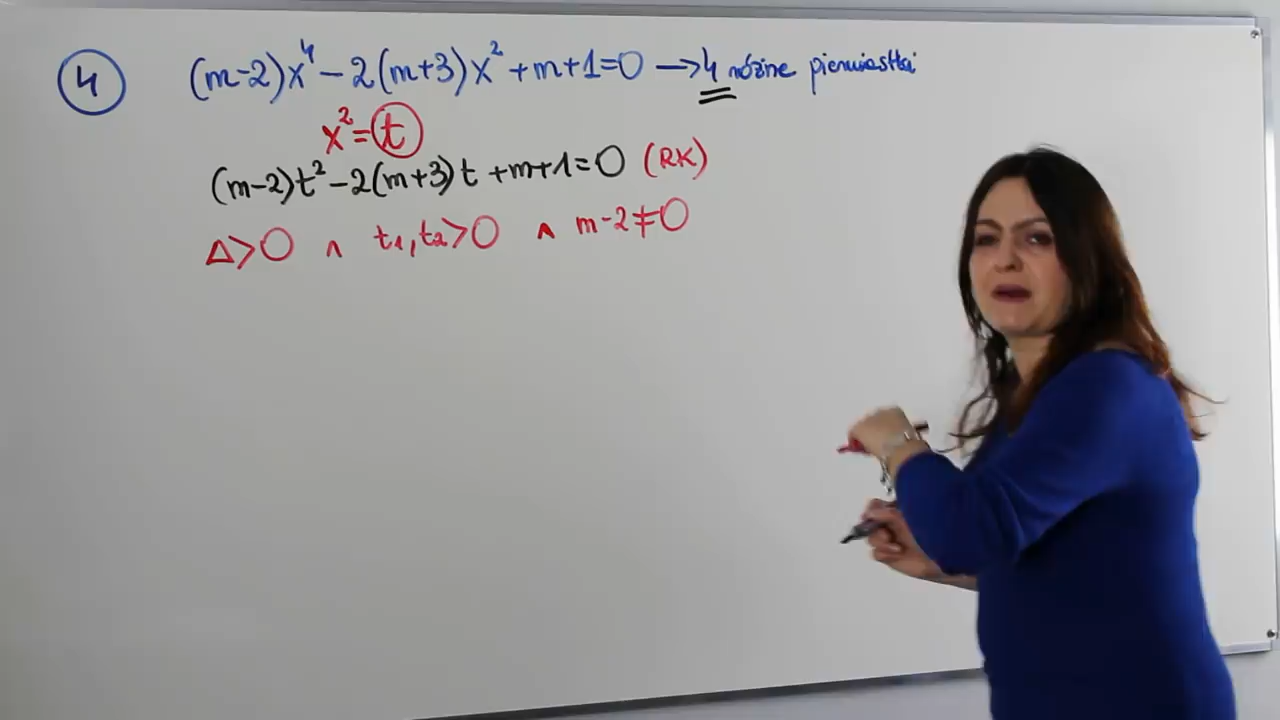 4 (m-2)x⁴-2(m+3)x²+m+1=0 → 4 różne pierwiastki
x²=t
(m-2)t²-2(m+3)t+m+1=0 (RK)
Δ>0 ∧ t₁,t₂>0 ∧ m-2≠0